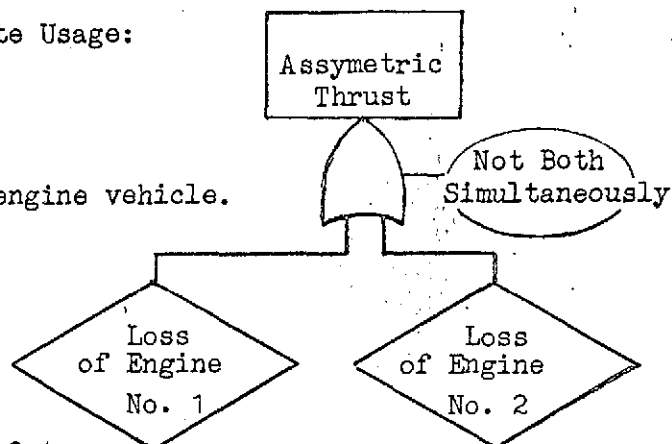 te Usage:
Assymetric
Thrust
Not Both
Simultaneously
engine vehicle.
Loss
of Engine
No. 1
Loss
of Engine
No. 2